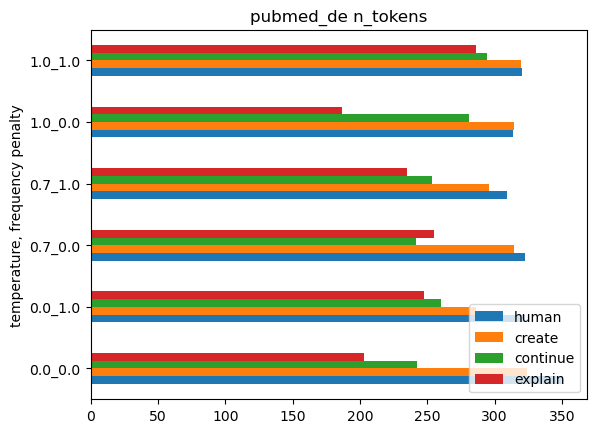 pubmed_de n_tokens
temperature, frequency penalty
1.0_1.0
1.0_0.0
0.7_1.0
0.7_0.0
0.0_1.0
0.0_0.0
human
create
continue
explain
0 50 100 150 200 250 300 350